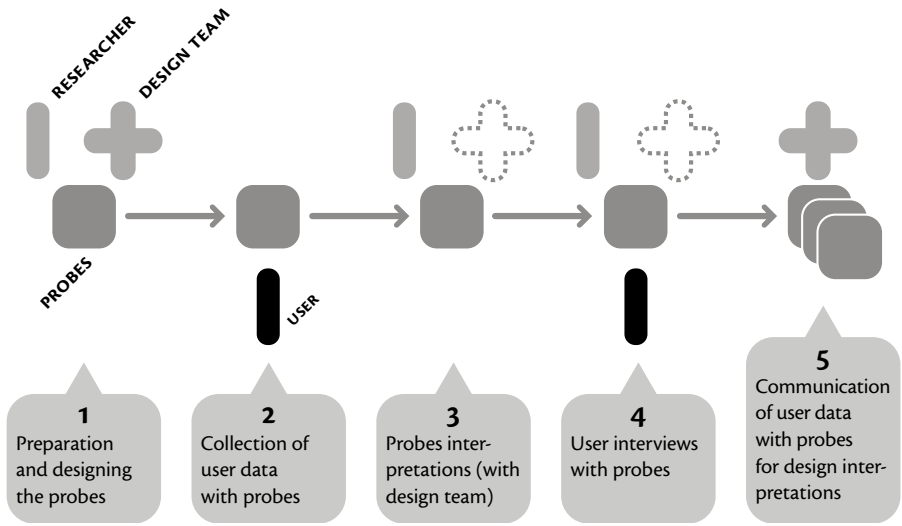 RESEARCHER
DESIGN TEAM
PROBES
USER
1
Preparation
and designing
the probes
2
Collection of
user data
with probes
3
Probes inter-
pretations (with
design team)
4
User interviews
with probes
5
Communication
of user data
with probes
for design inter-
pretations